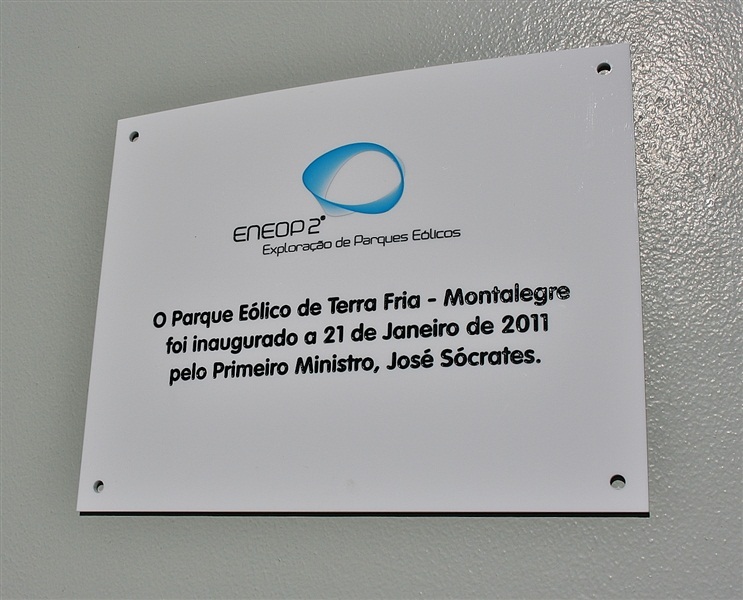 ENEOP 2
Exploração de Parques Eólicos
O Parque Eólico de Terra Fria - Montalegre
foi inaugurado a 21 de Janeiro de 2011
pelo Primeiro Ministro, José Sócrates.